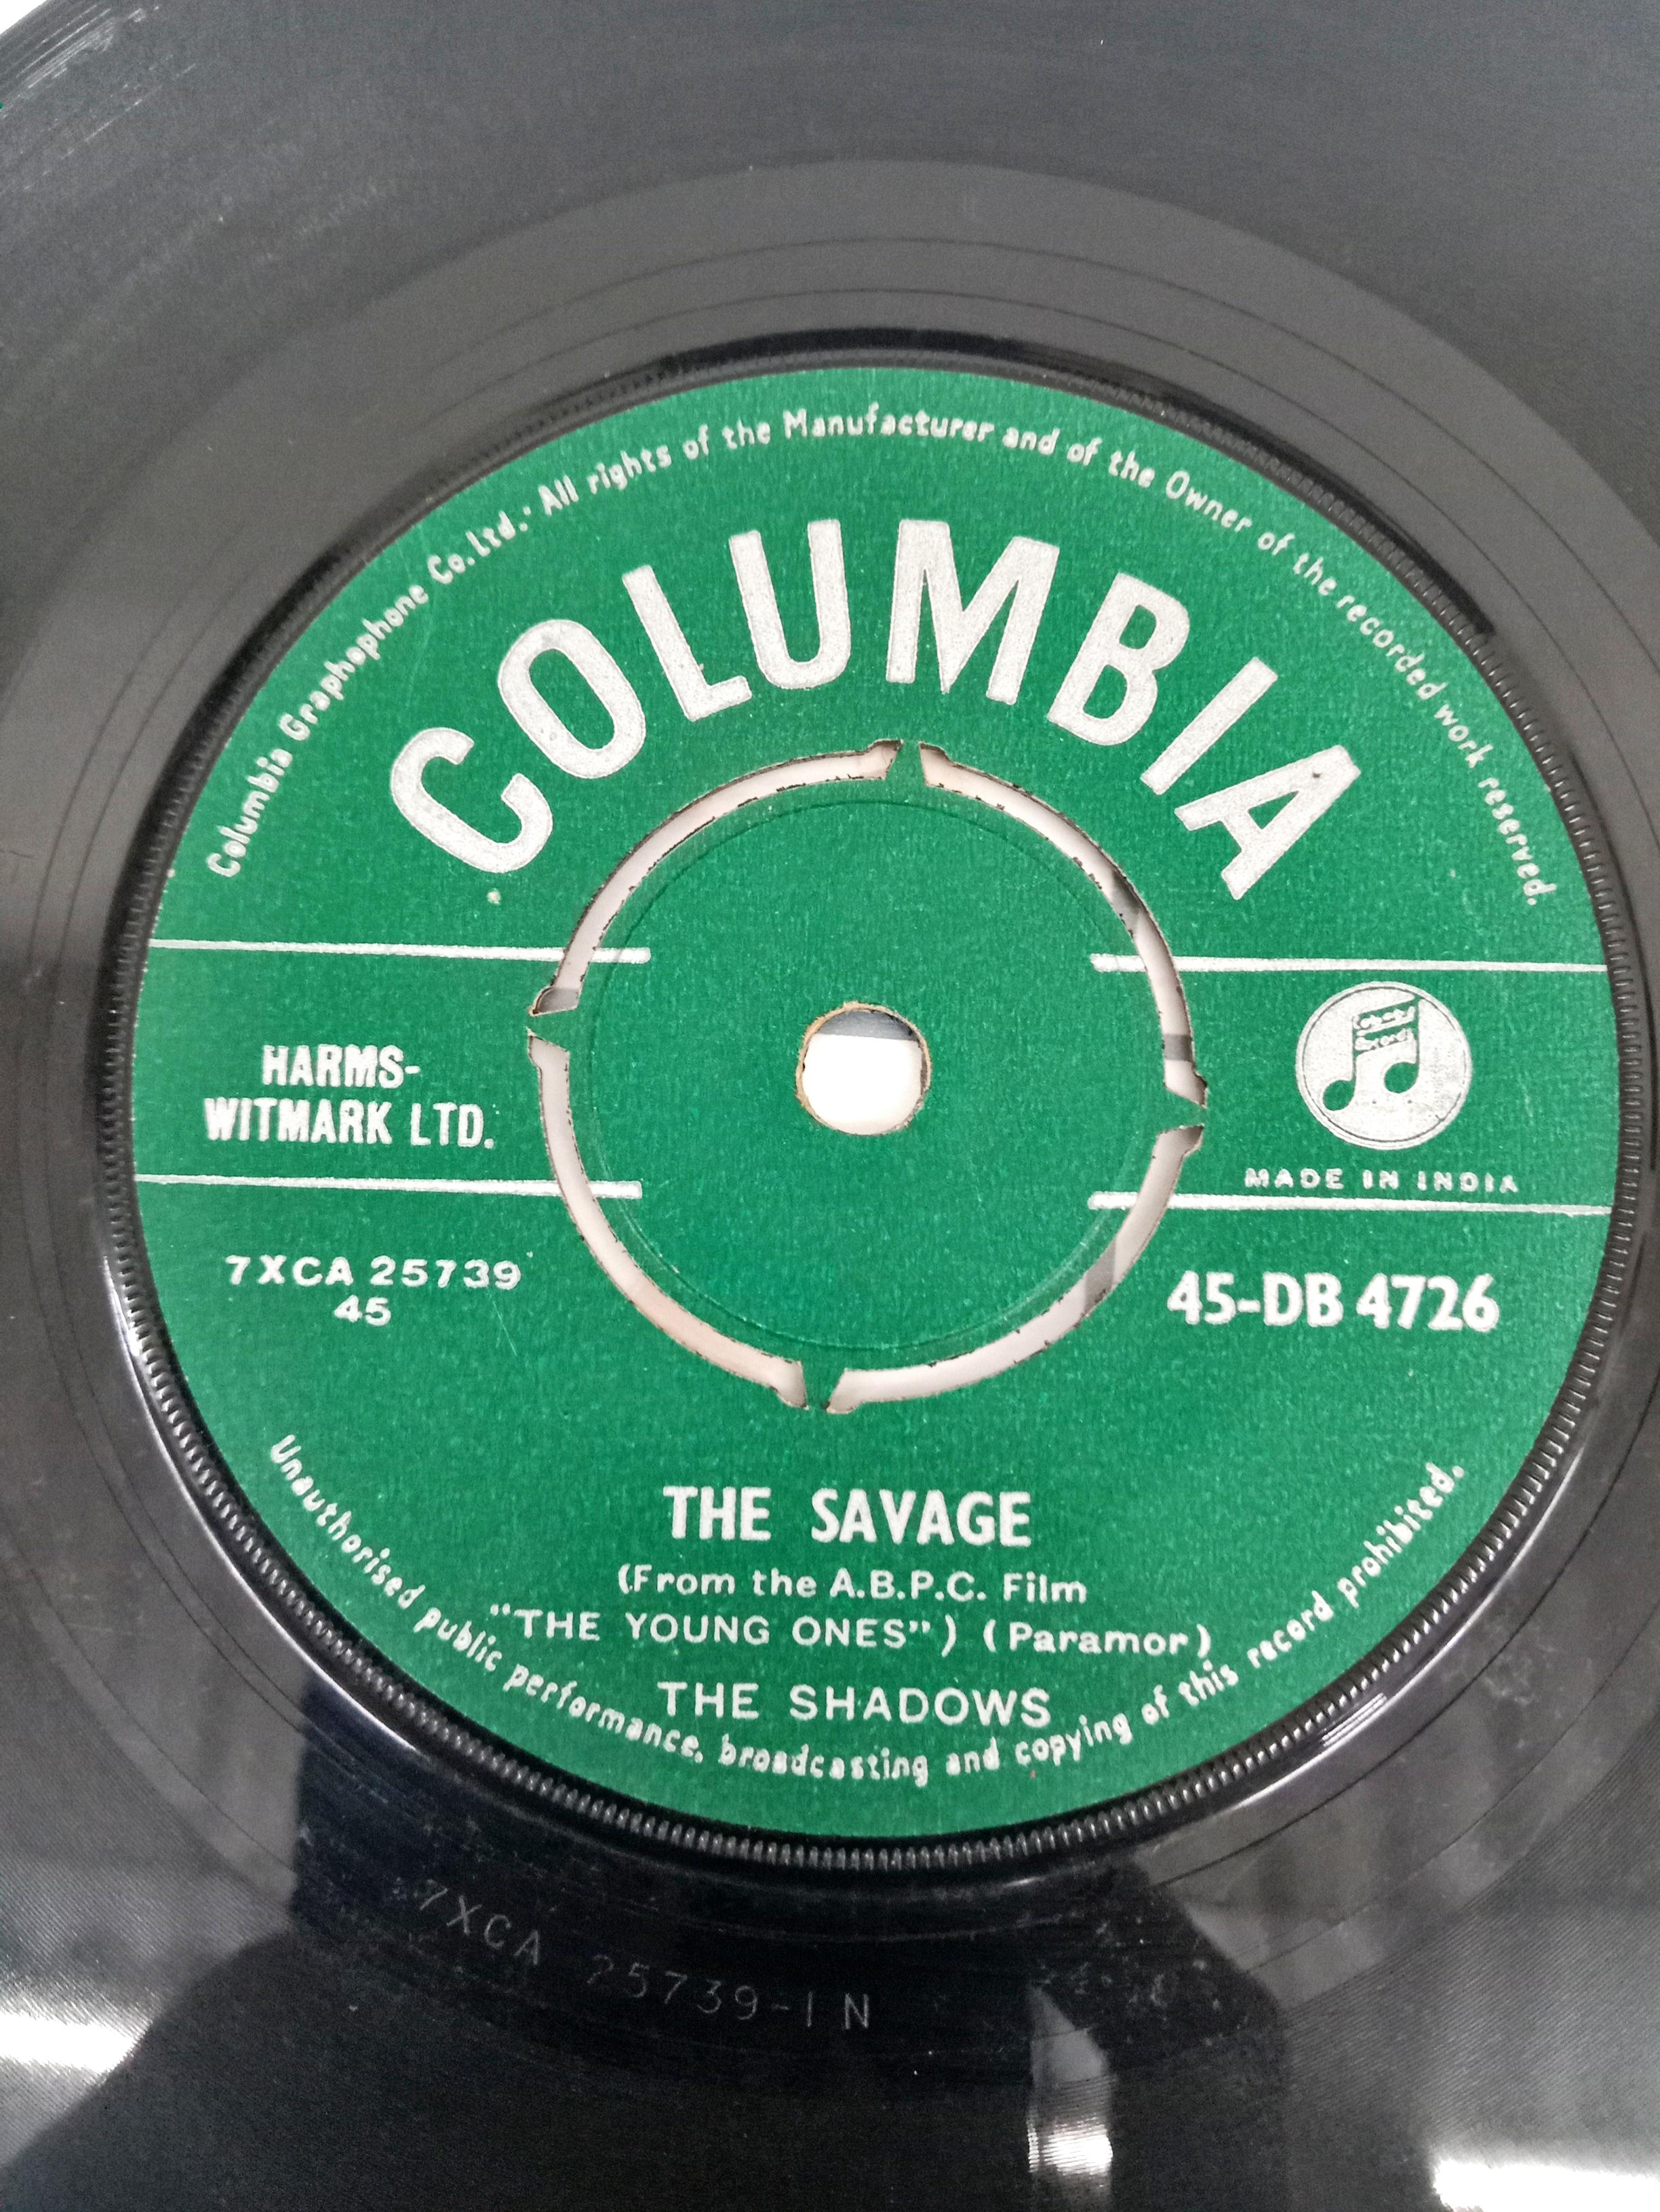 Columbia Graphophone Co. Ltd. · All rights of the Manufacturer and of the Owner of the recorded work reserved.
COLUMBIA
HARMS-
WITMARK LTD.
MADE IN INDIA
7XCA 25739
45
45-DB 4726
THE SAVAGE
(From the A.B.P.C. Film
"THE YOUNG ONES") (Paramor)
THE SHADOWS
Unauthorised public performance, broadcasting and copying of this record prohibited.
7XCA 25739-1N